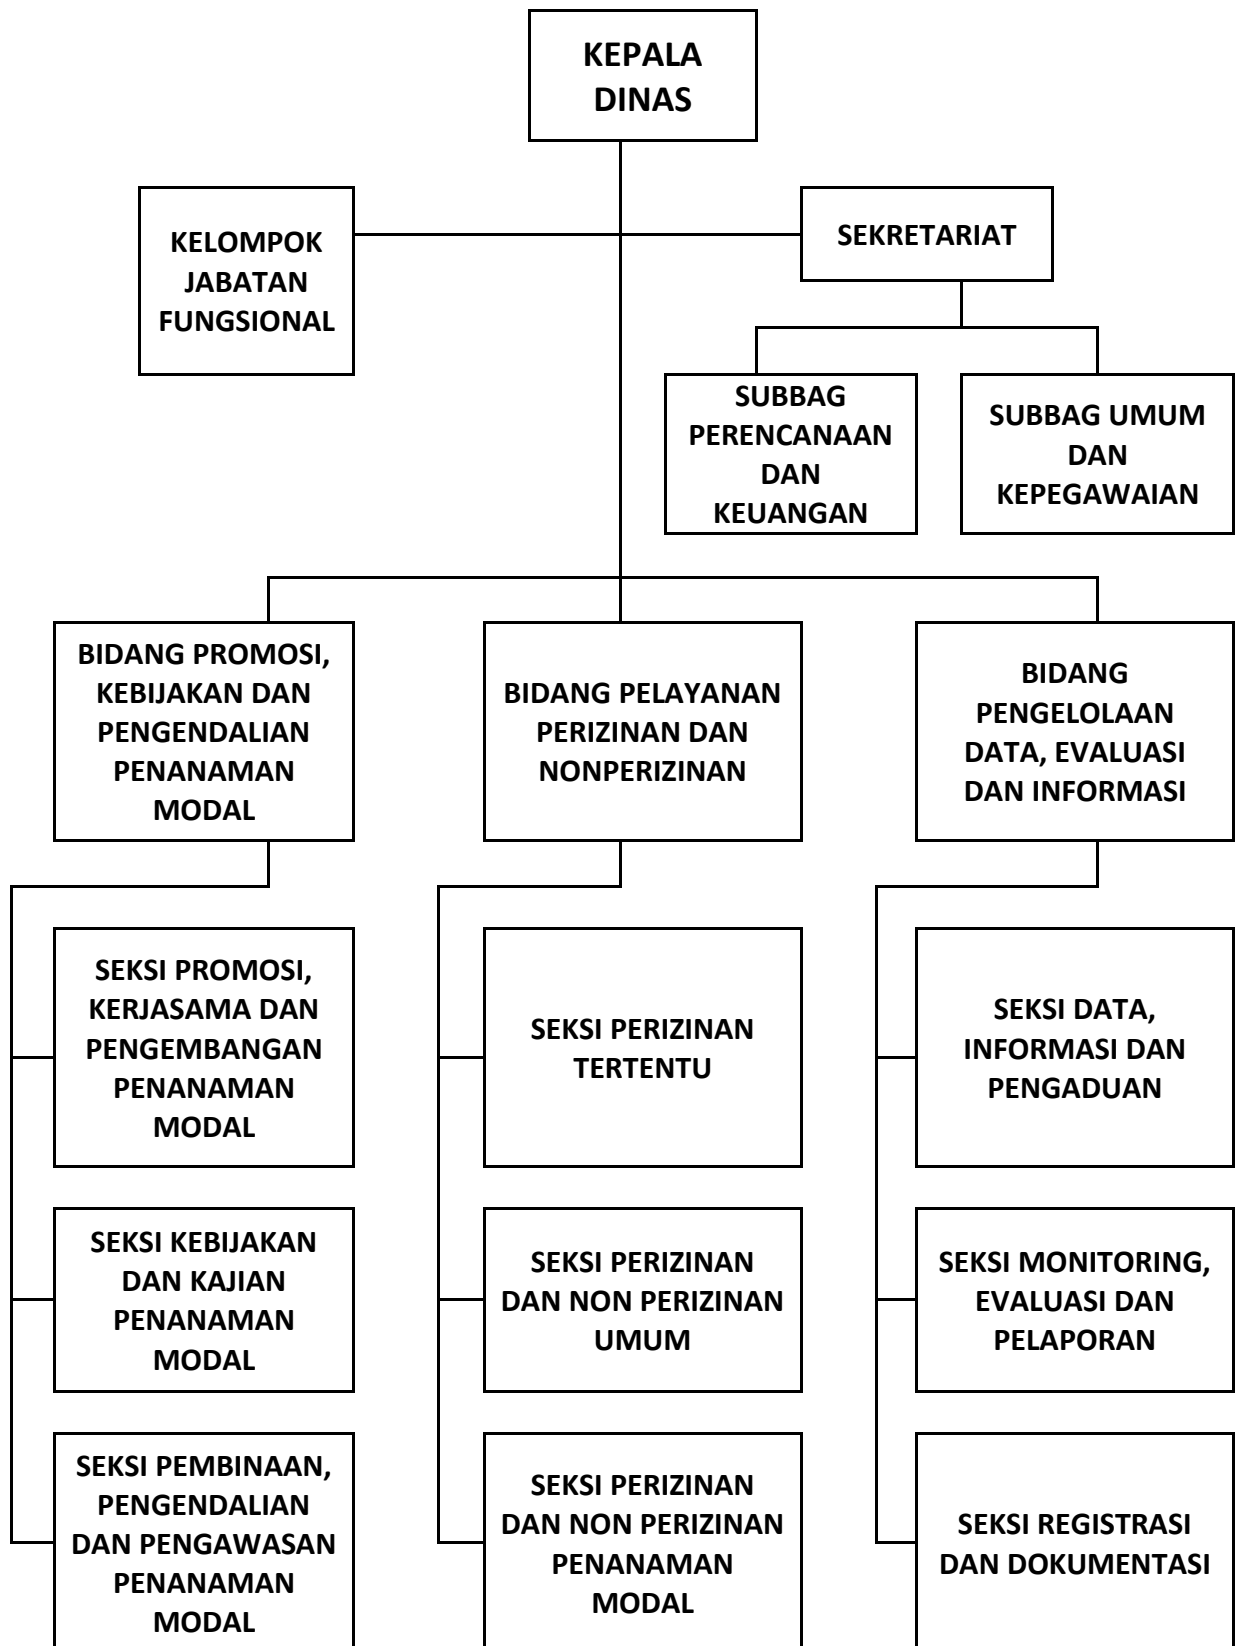 KEPALA
DINAS
KELOMPOK
JABATAN
FUNGSIONAL
SEKRETARIAT
SUBBAG
PERENCANAAN
DAN
KEUANGAN
SUBBAG UMUM
DAN
KEPEGAWAIAN
BIDANG PROMOSI,
KEBIJAKAN DAN
PENGENDALIAN
PENANAMAN
MODAL
BIDANG PELAYANAN
PERIZINAN DAN
NONPERIZINAN
BIDANG
PENGELOLAAN
DATA, EVALUASI
DAN INFORMASI
SEKSI PROMOSI,
KERJASAMA DAN
PENGEMBANGAN
PENANAMAN
MODAL
SEKSI PERIZINAN
TERTENTU
SEKSI DATA,
INFORMASI DAN
PENGADUAN
SEKSI KEBIJAKAN
DAN KAJIAN
PENANAMAN
MODAL
SEKSI PERIZINAN
DAN NON PERIZINAN
UMUM
SEKSI MONITORING,
EVALUASI DAN
PELAPORAN
SEKSI PEMBINAAN,
PENGENDALIAN
DAN PENGAWASAN
PENANAMAN
MODAL
SEKSI PERIZINAN
DAN NON PERIZINAN
PENANAMAN
MODAL
SEKSI REGISTRASI
DAN DOKUMENTASI